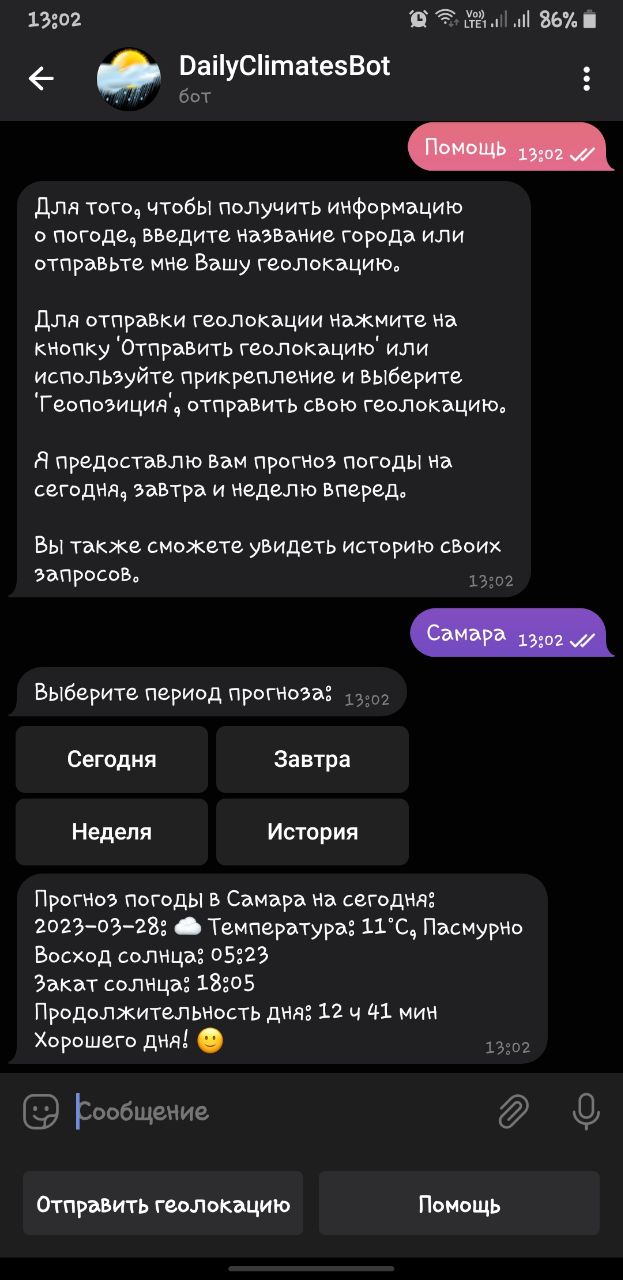 13:02
Vo)) LTE1 86%
DailyClimatesBot
бот
Помощь 13:02
Для того, чтобы получить информацию
о погоде, введите название города или
отправьте мне Вашу геолокацию.
Для отправки геолокации нажмите на
кнопку 'Отправить геолокацию' или
используйте прикрепление и выберите
'Геопозиция', отправить свою геолокацию.
Я предоставлю вам прогноз погоды на
сегодня, завтра и неделю вперед.
Вы также сможете увидеть историю своих
запросов. 13:02
Самара 13:02
Выберите период прогноза: 13:02
Сегодня Завтра
Неделя История
Прогноз погоды в Самара на сегодня:
2023-03-28: ☁️ Температура: 11°C, Пасмурно
Восход солнца: 05:23
Закат солнца: 18:05
Продолжительность дня: 12 ч 41 мин
Хорошего дня! 🙂 13:02
Сообщение
Отправить геолокацию Помощь